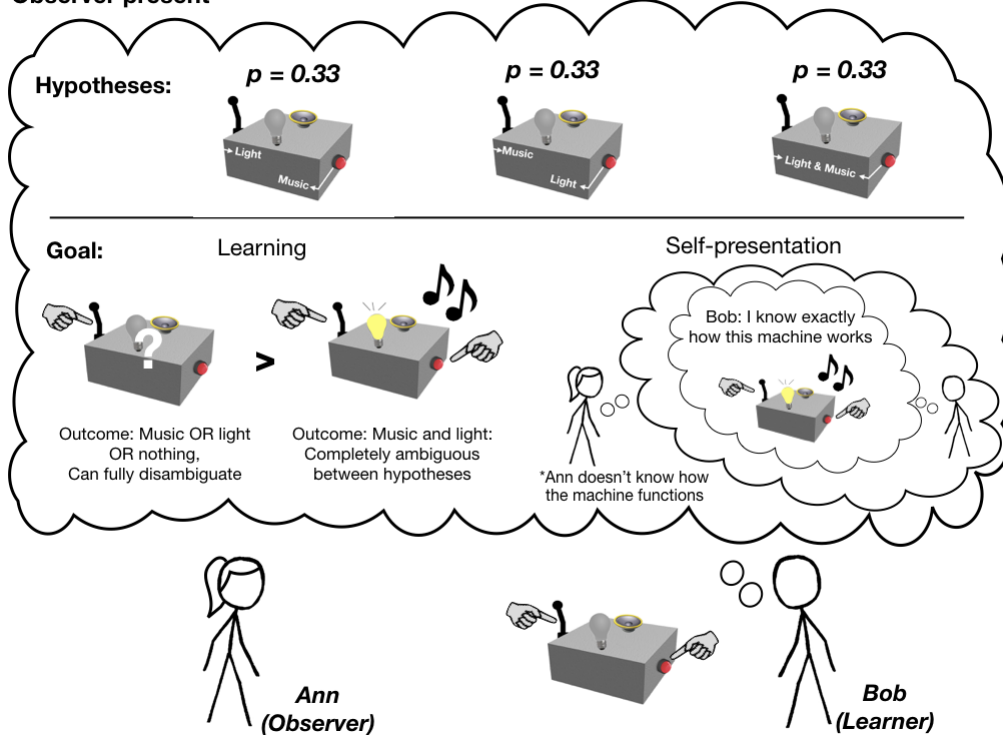 Observer present
Hypotheses:
p = 0.33
p = 0.33
p = 0.33
Light
Music
Music
Light
Light & Music
Goal:
Learning
Self-presentation
?
>
Outcome: Music OR light
OR nothing,
Can fully disambiguate
Outcome: Music and light:
Completely ambiguous
between hypotheses
Bob: I know exactly
how this machine works
*Ann doesn't know how
the machine functions
Ann
(Observer)
Bob
(Learner)